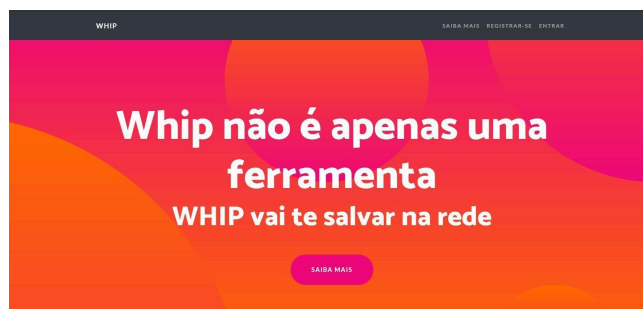 WHIP
SAIBA MAIS REGISTRAR-SE ENTRAR
Whip não é apenas uma
ferramenta
WHIP vai te salvar na rede
SAIBA MAIS